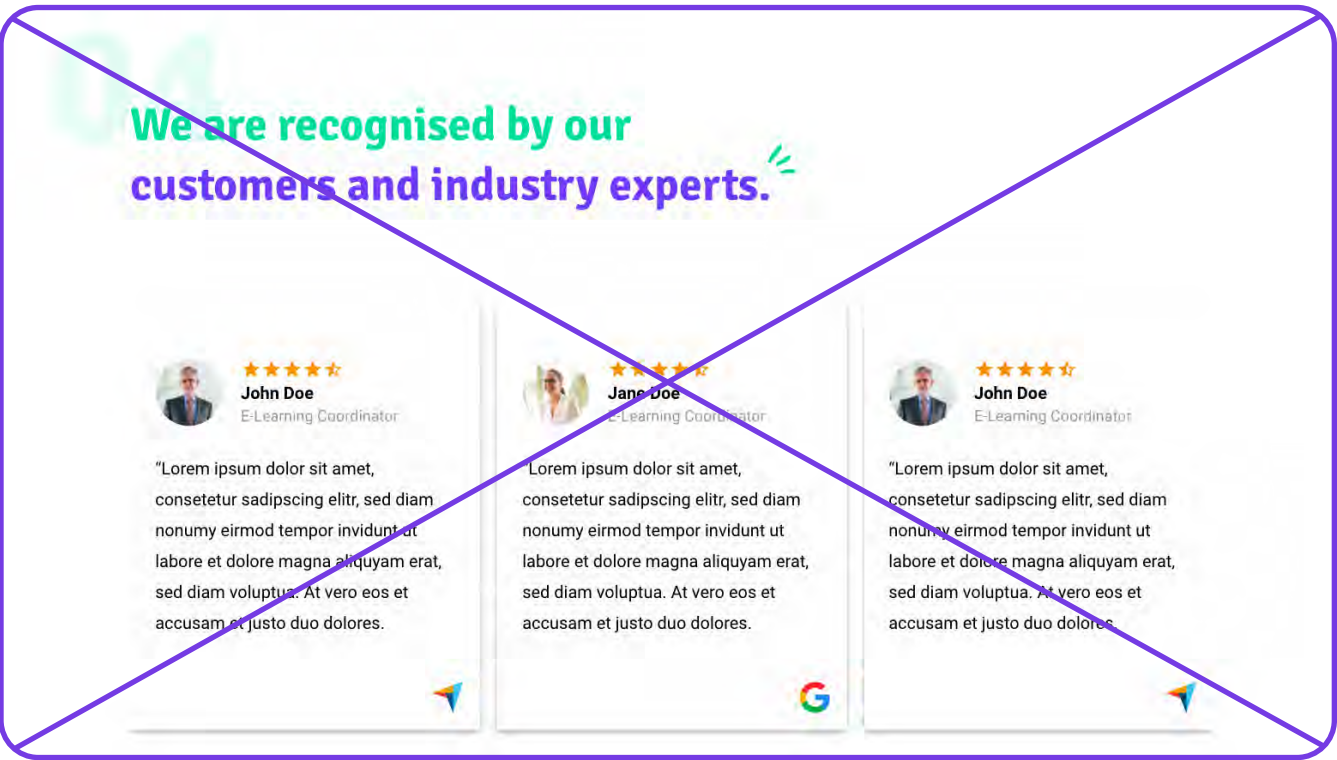 04
We are recognised by our
customers and industry experts.
John Doe
E-Learning Coordinator
"Lorem ipsum dolor sit amet,
consetetur sadipscing elitr, sed diam
nonumy eirmod tempor invidunt ut
labore et dolore magna aliquyam erat,
sed diam voluptua. At vero eos et
accusam et justo duo dolores.
Jane Doe
E-Learning Coordinator
"Lorem ipsum dolor sit amet,
consetetur sadipscing elitr, sed diam
nonumy eirmod tempor invidunt ut
labore et dolore magna aliquyam erat,
sed diam voluptua. At vero eos et
accusam et justo duo dolores.
G
John Doe
E-Learning Coordinator
"Lorem ipsum dolor sit amet,
consetetur sadipscing elitr, sed diam
nonumy eirmod tempor invidunt ut
labore et dolore magna aliquyam erat,
sed diam voluptua. At vero eos et
accusam et justo duo dolores.